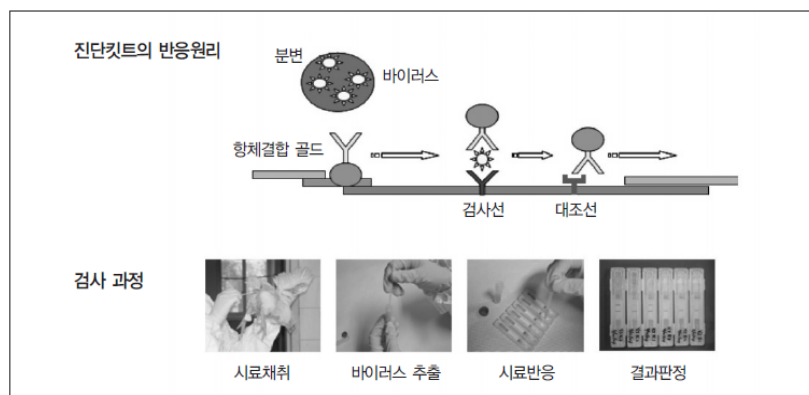 진단킷트의 반응원리
분변
바이러스
항체결합 골드
검사선
대조선
검사 과정
시료채취
바이러스 추출
시료반응
결과판정